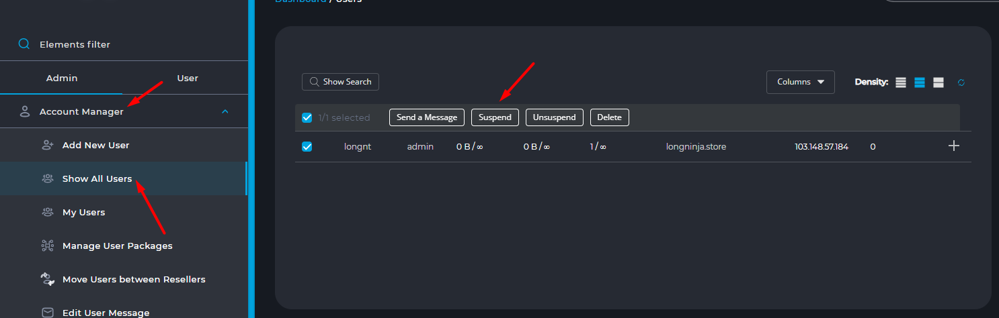 Dashboard / Users
Elements filter
Admin User
Account Manager
Add New User
Show All Users
My Users
Manage User Packages
Move Users between Resellers
Edit User Message
Show Search
Columns
Density:
1/1 selected Send a Message Suspend Unsuspend Delete
longnt admin 0 B / ∞ 0 B / ∞ 1 / ∞ longninja.store 103.148.57.184 0